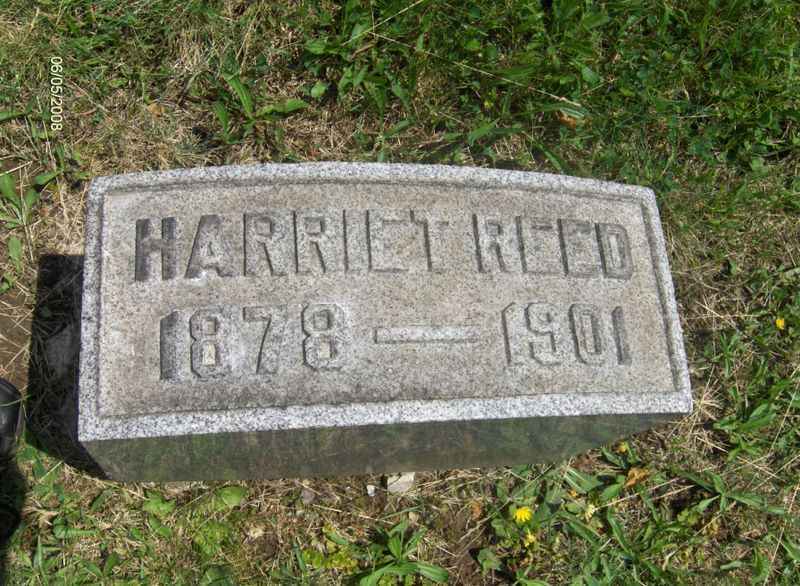 HARRIET REED
1878 — 1901
06/05/2008